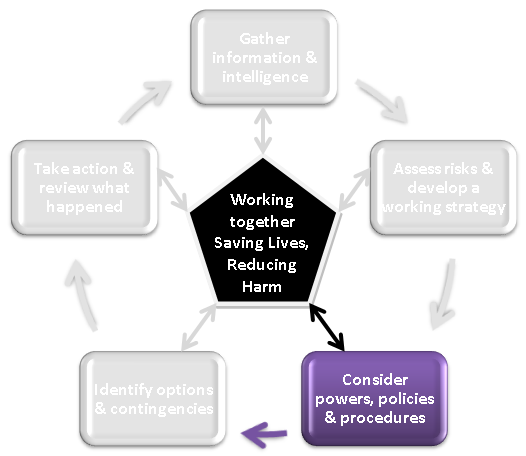 Gather
information &
intelligence
Assess risks &
develop a
working strategy
Consider
powers, policies
& procedures
Identify options
& contingencies
Take action &
review what
happened
Working
together
Saving Lives,
Reducing
Harm